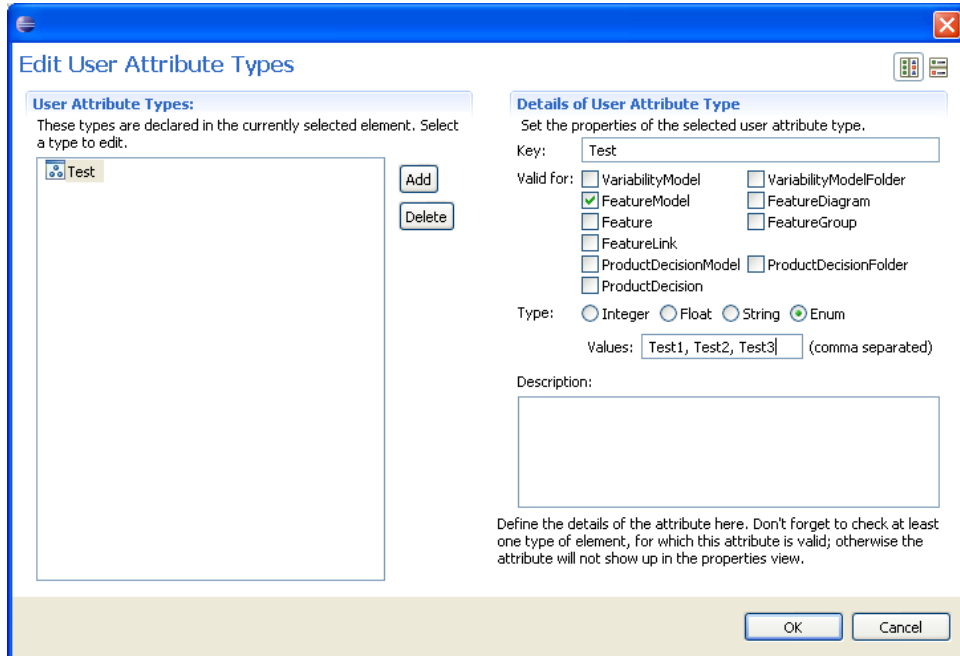 Edit User Attribute Types
User Attribute Types:
These types are declared in the currently selected element. Select
a type to edit.
Test
Add
Delete
Details of User Attribute Type
Set the properties of the selected user attribute type.
Key: Test
Valid for: VariabilityModel VariabilityModelFolder
FeatureModel FeatureDiagram
Feature FeatureGroup
FeatureLink
ProductDecisionModel ProductDecisionFolder
ProductDecision
Type: Integer Float String Enum
Values: Test1, Test2, Test3 (comma separated)
Description:
Define the details of the attribute here. Don't forget to check at least
one type of element, for which this attribute is valid; otherwise the
attribute will not show up in the properties view.
OK Cancel